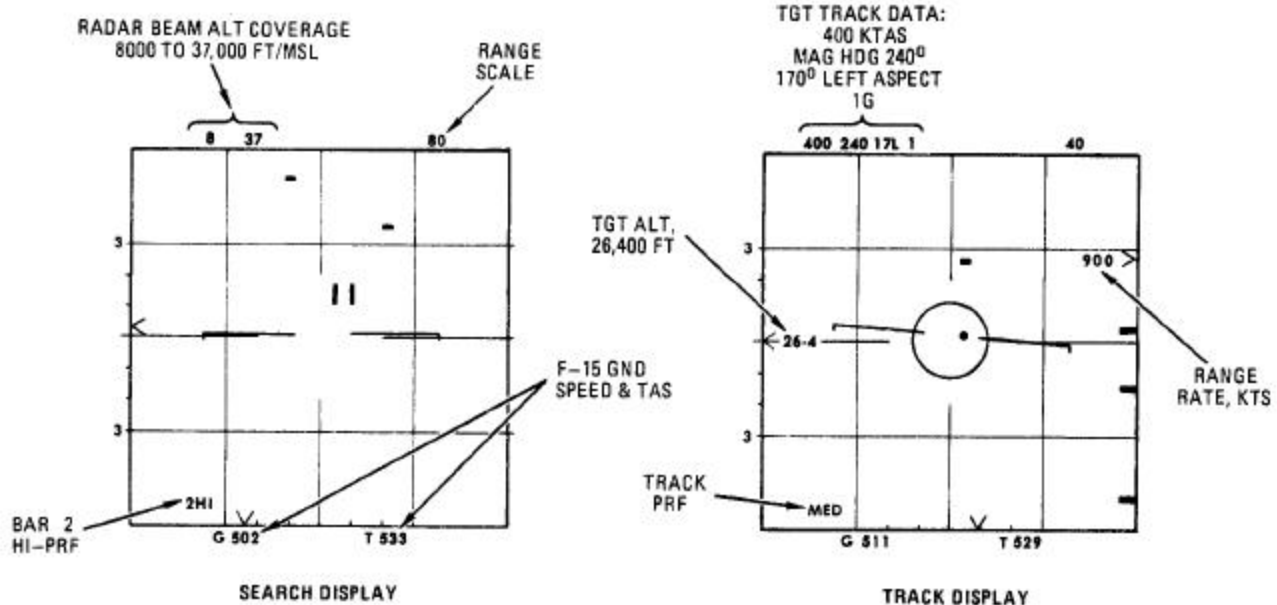 RADAR BEAM ALT COVERAGE
8000 TO 37,000 FT/MSL
RANGE
SCALE
8 37
80
3
3
2HI
BAR 2
HI-PRF
G 502
T 533
F-15 GND
SPEED & TAS
SEARCH DISPLAY
TGT TRACK DATA:
400 KTAS
MAG HDG 240⁰
170⁰ LEFT ASPECT
1G
400 240 17L 1
40
TGT ALT,
26,400 FT
3
900
26-4
RANGE
RATE, KTS
3
TRACK
PRF
MED
G 511
T 529
TRACK DISPLAY